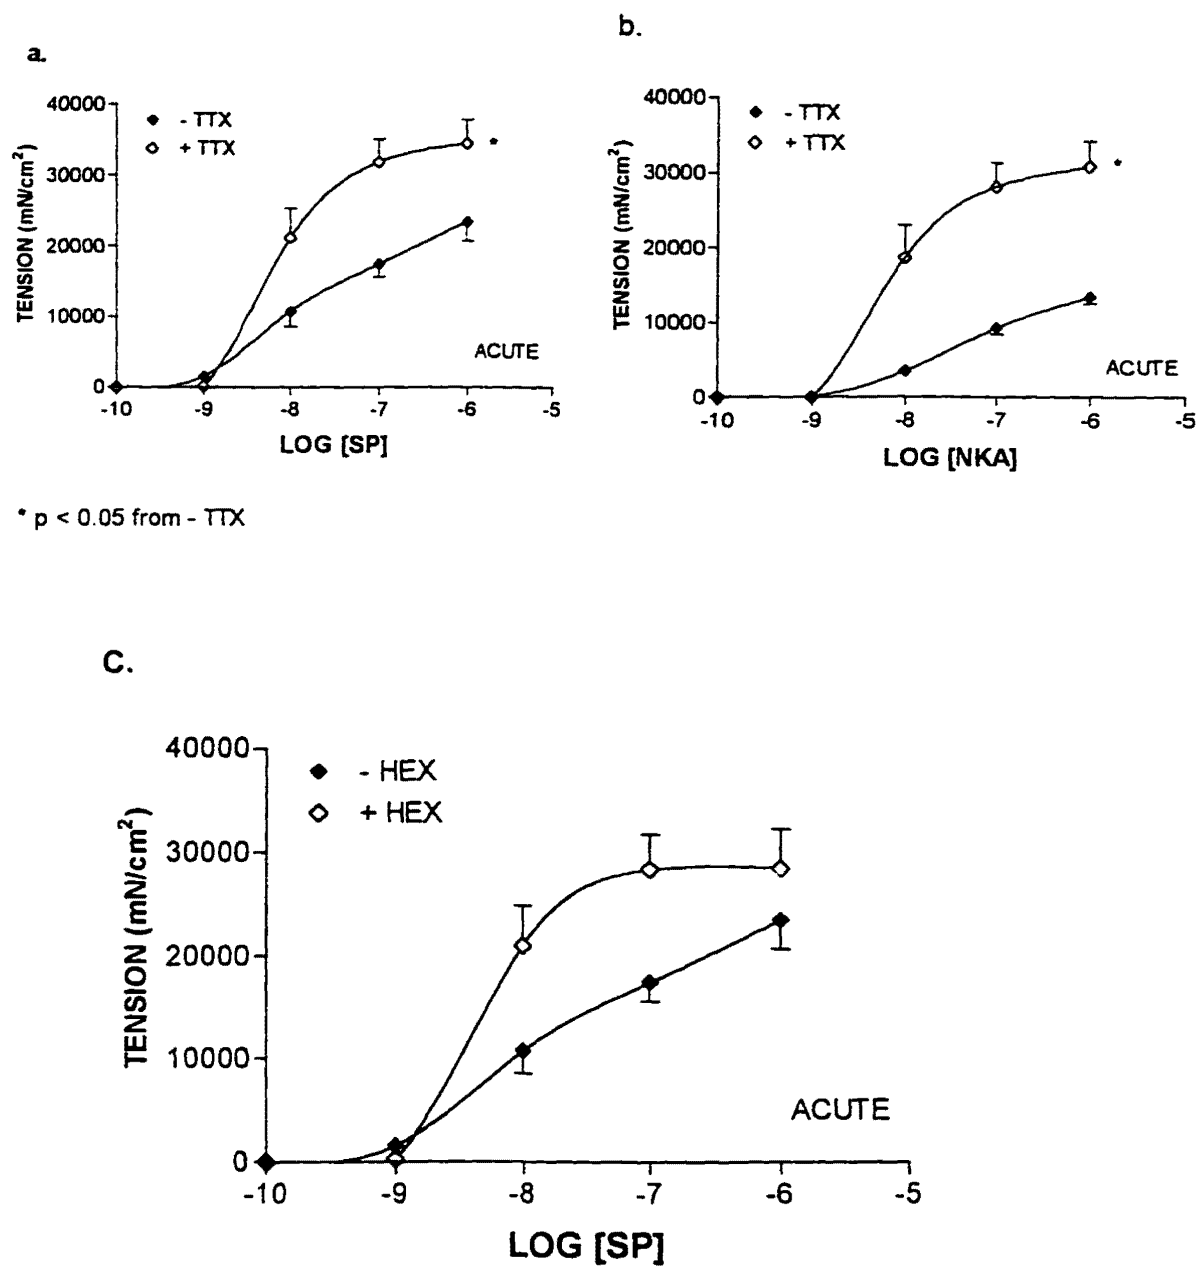 a.
40000
30000
20000
10000
0
- TTX
+ TTX
*
TENSION (mN/cm²)
ACUTE
-10 -9 -8 -7 -6 -5
LOG [SP]
b.
40000
30000
20000
10000
0
- TTX
+ TTX
*
TENSION (mN/cm²)
ACUTE
-10 -9 -8 -7 -6 -5
LOG [NKA]
* p < 0.05 from - TTX
C.
40000
30000
20000
10000
0
- HEX
+ HEX
TENSION (mN/cm²)
ACUTE
-10 -9 -8 -7 -6 -5
LOG [SP]